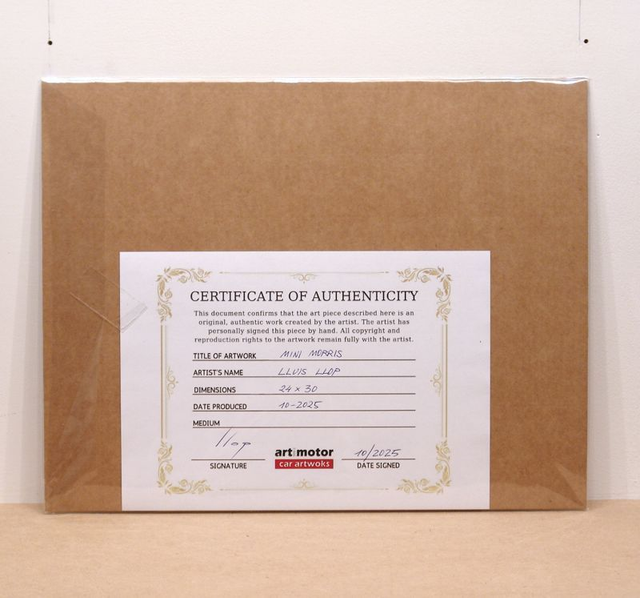 CERTIFICATE OF AUTHENTICITY
This document confirms that the art piece described here is an
original, authentic work created by the artist. The artist has
personally signed this piece by hand. All copyright and
reproduction rights to the artwork remain fully with the artist.
TITLE OF ARTWORK MINI MORRIS
ARTIST'S NAME LLUIS LLOP
DIMENSIONS 24 x 30
DATE PRODUCED 10-2025
MEDIUM
llop art motor 10/2025
SIGNATURE car artwoks DATE SIGNED